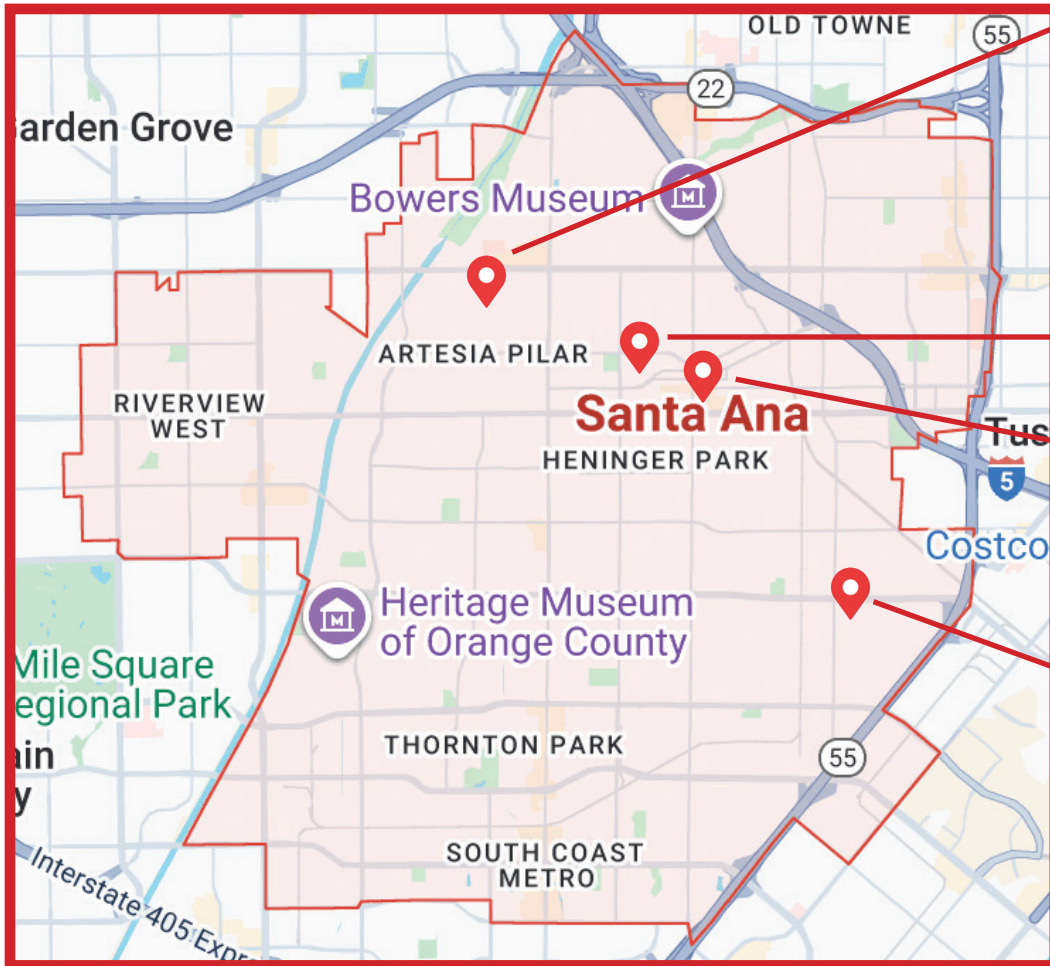 OLD TOWNE
55
22
arden Grove
Bowers Museum
M
ARTESIA PILAR
RIVERVIEW
WEST
Santa Ana
HENINGER PARK
Tus
5
Costco
M
Heritage Museum
of Orange County
Mile Square
egional Park
ain
y
THORNTON PARK
55
SOUTH COAST
METRO
Interstate 405 Expr